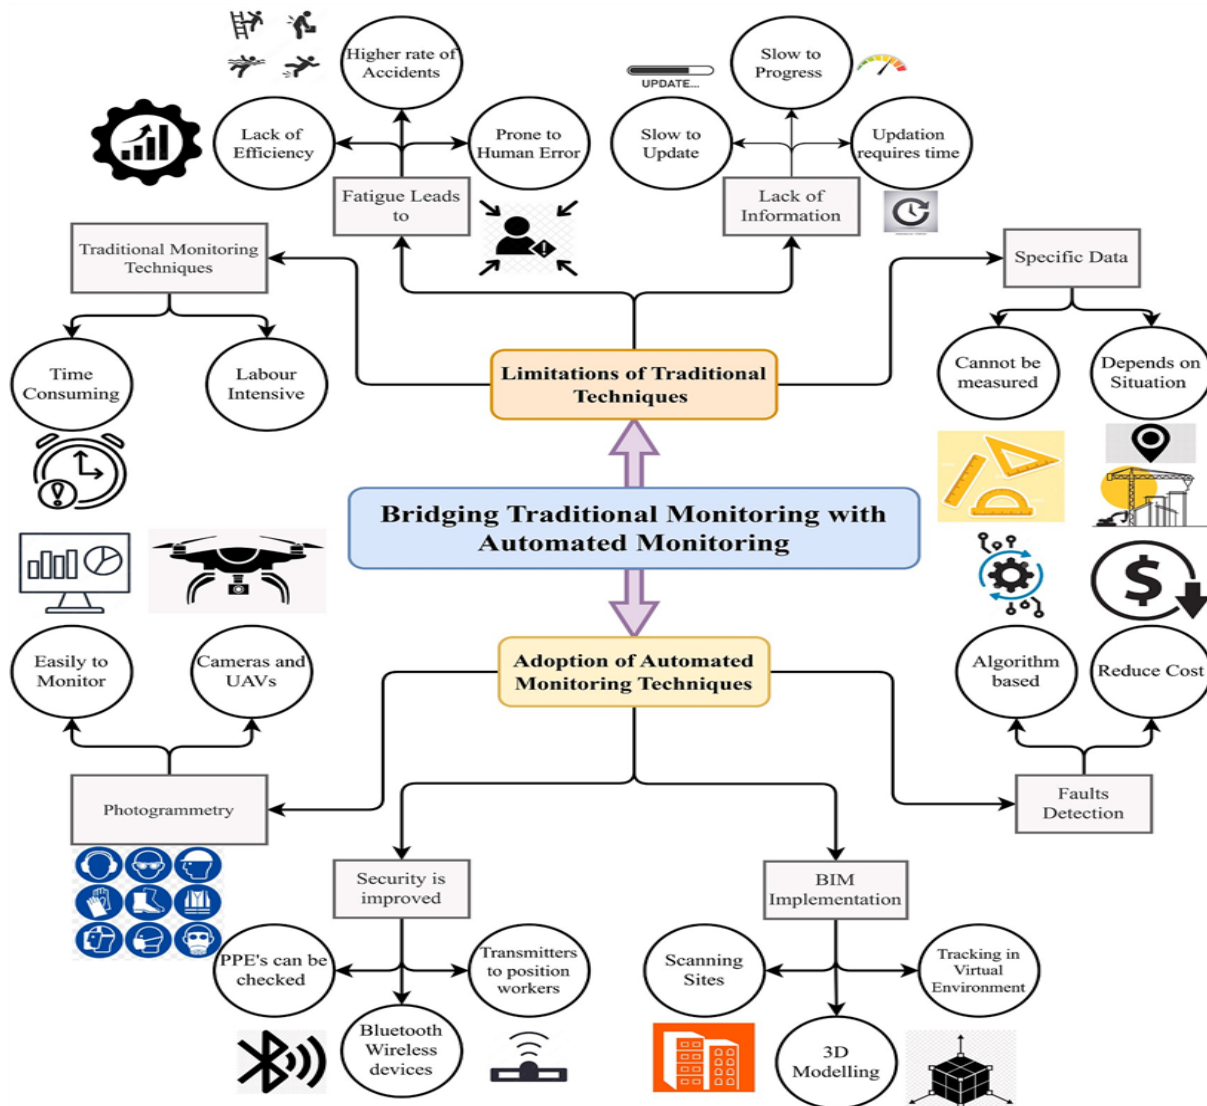 Higher rate of
Accidents
Slow to
Progress
UPDATE...
Lack of
Efficiency
Prone to
Human Error
Slow to
Update
Updation
requires time
Fatigue Leads
to
Lack of
Information
Traditional Monitoring
Techniques
Specific Data
Time
Consuming
Labour
Intensive
Limitations of Traditional
Techniques
Cannot be
measured
Depends on
Situation
Bridging Traditional Monitoring with
Automated Monitoring
Easily to
Monitor
Cameras and
UAVs
Adoption of Automated
Monitoring Techniques
Algorithm
based
Reduce Cost
Photogrammetry
Faults
Detection
Security is
improved
BIM
Implementation
PPE's can be
checked
Transmitters
to position
workers
Scanning
Sites
Tracking in
Virtual
Environment
Bluetooth
Wireless
devices
3D
Modelling